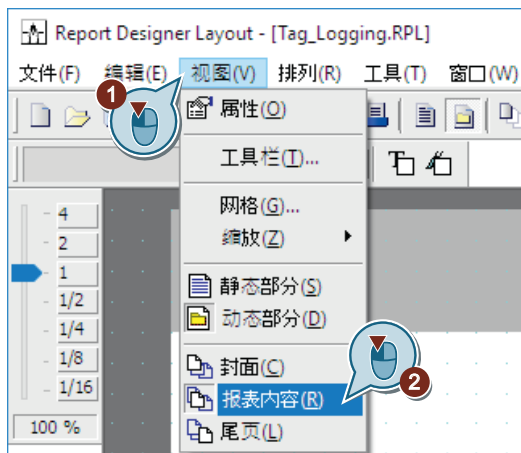 Report Designer Layout - [Tag_Logging.RPL]
文件(F) 编辑(E) 视图(V) 排列(R) 工具(T) 窗口(W)
1
属性(O)
工具栏(T)...
网格(G)...
缩放(Z)
静态部分(S)
动态部分(D)
封面(C)
报表内容(R)
2
尾页(L)
4
2
1
1/2
1/4
1/8
1/16
100 %